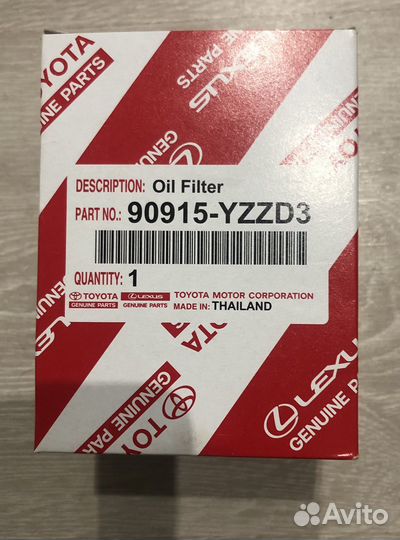 TOYOTA
GENUINE PARTS
LEXUS
GENUINE PARTS
DESCRIPTION: Oil Filter
PART NO.: 90915-YZZD3
QUANTITY: 1
TOYOTA LEXUS TOYOTA MOTOR CORPORATION
GENUINE PARTS GENUINE PARTS MADE IN: THAILAND
TOYOTA
GENUINE PARTS
LEXUS
GENUINE PARTS
Avito